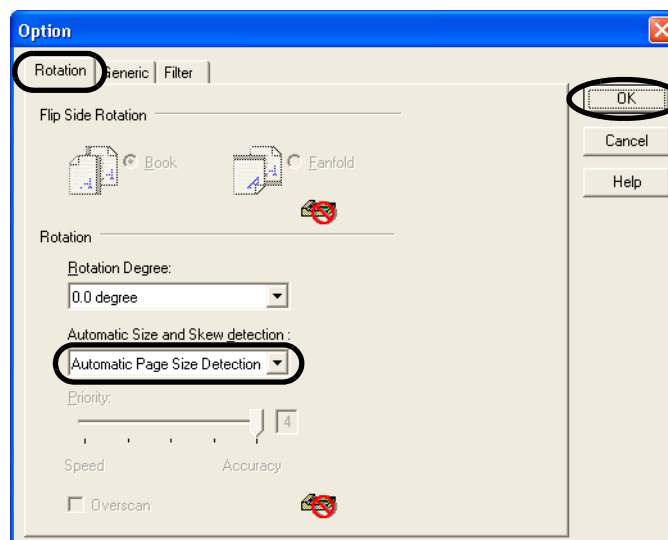 Option
Rotation Generic Filter
OK
Cancel
Help
Flip Side Rotation
Book Fanfold
Rotation
Rotation Degree:
0.0 degree
Automatic Size and Skew detection :
Automatic Page Size Detection
Priority:
4
Speed Accuracy
Overscan